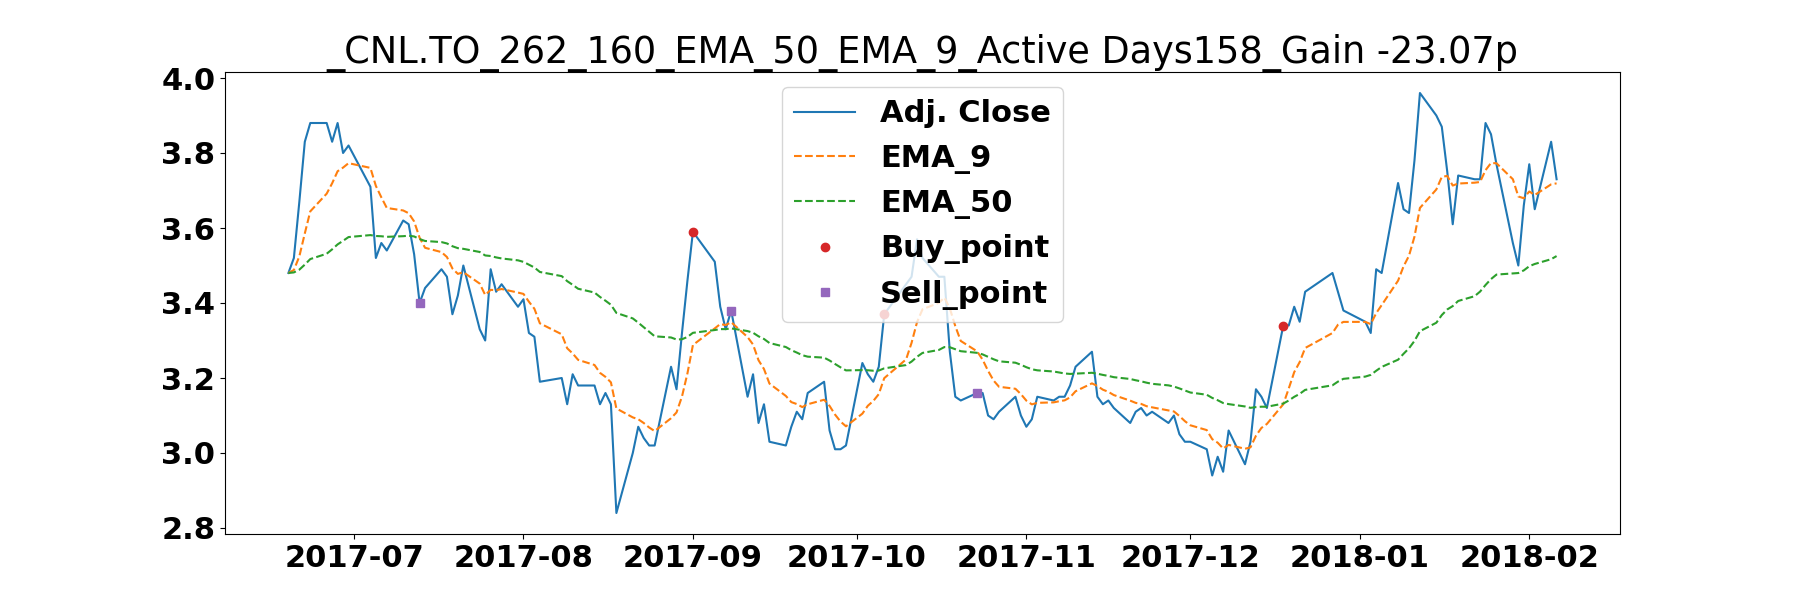 _CNL.TO_262_160_EMA_50_EMA_9_Active Days158_Gain -23.07p
4.0
3.8
3.6
3.4
3.2
3.0
2.8
Adj. Close
EMA_9
EMA_50
Buy_point
Sell_point
2017-07 2017-08 2017-09 2017-10 2017-11 2017-12 2018-01 2018-02